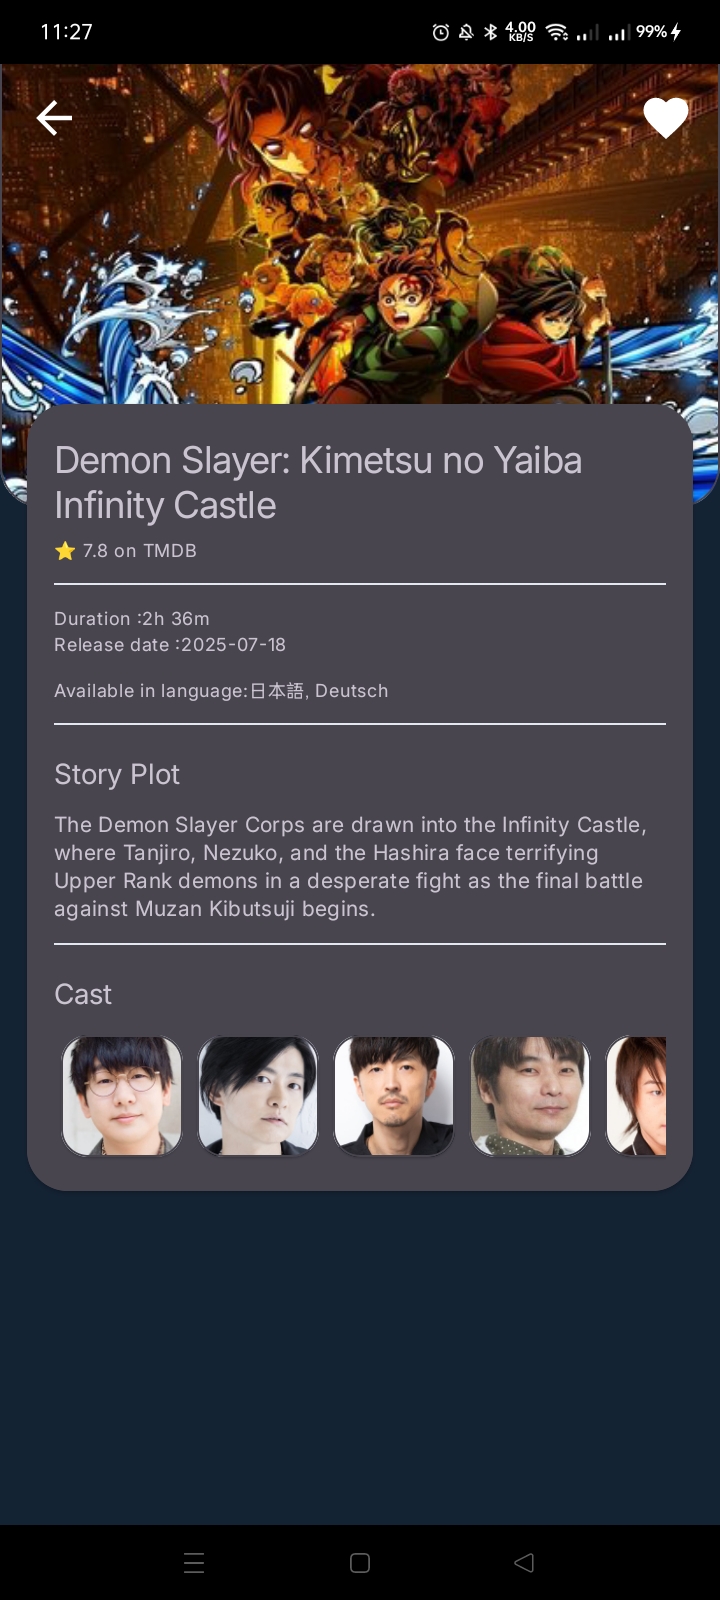 11:27
4.00
KB/S
99%
Demon Slayer: Kimetsu no Yaiba
Infinity Castle
⭐ 7.8 on TMDB
Duration :2h 36m
Release date :2025-07-18
Available in language:日本語, Deutsch
Story Plot
The Demon Slayer Corps are drawn into the Infinity Castle,
where Tanjiro, Nezuko, and the Hashira face terrifying
Upper Rank demons in a desperate fight as the final battle
against Muzan Kibutsuji begins.
Cast